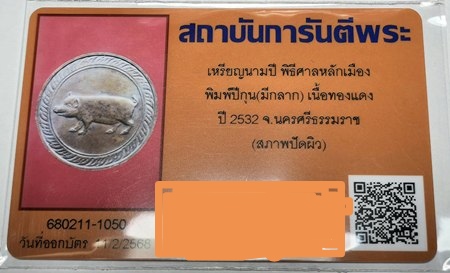 สถาบันการันตีพระ
เหรียญนามปี พิธีศาลหลักเมือง
พิมพ์ปีกุน(มีกลาก) เนื้อทองแดง
ปี 2532 จ.นครศรีธรรมราช
(สภาพปัดผิว)
680211-1050
วันที่ออกบัตร 11/2/2568